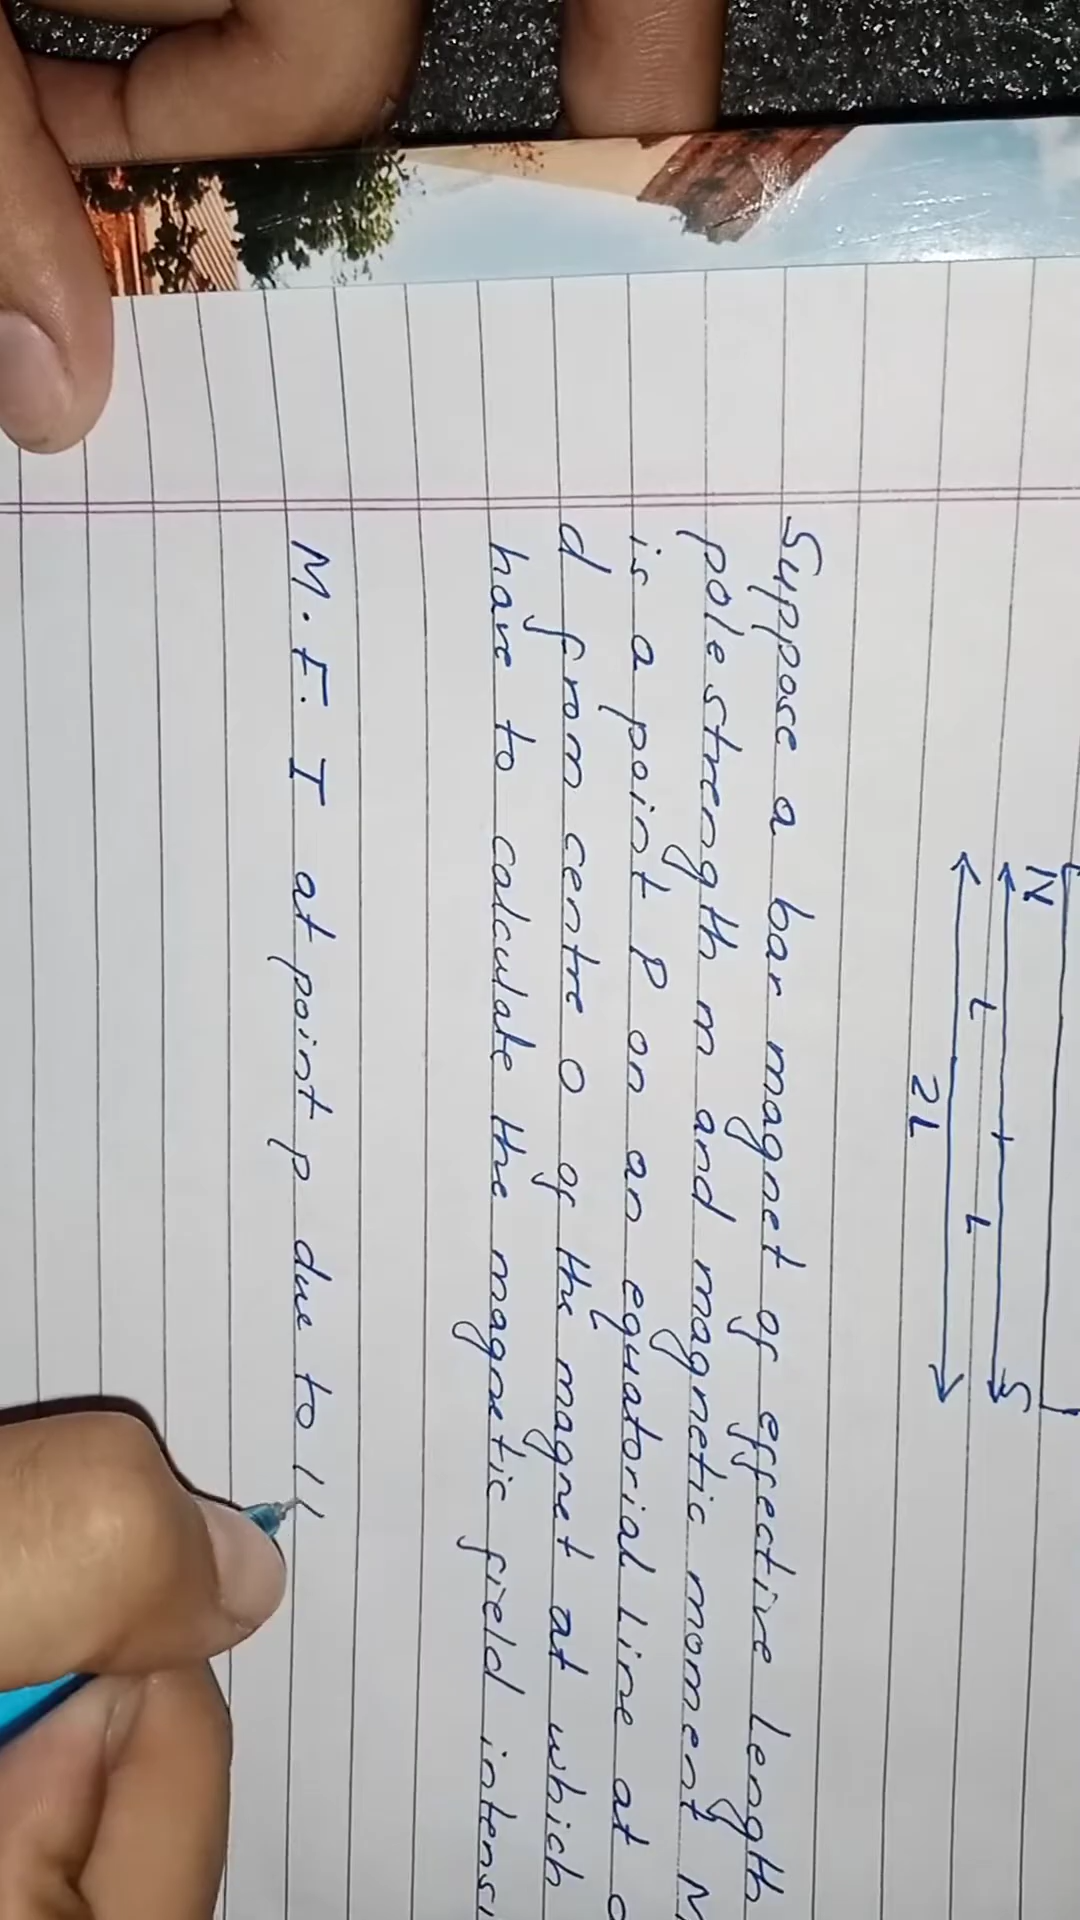 N S
L L
2L
Suppose a bar magnet of effective Length
pole strength m and magnetic moment M
is a point P on an equatorial Line at
d from centre O of the magnet at which
have to calculate the magnetic field intensi
M.F.I at point p due to